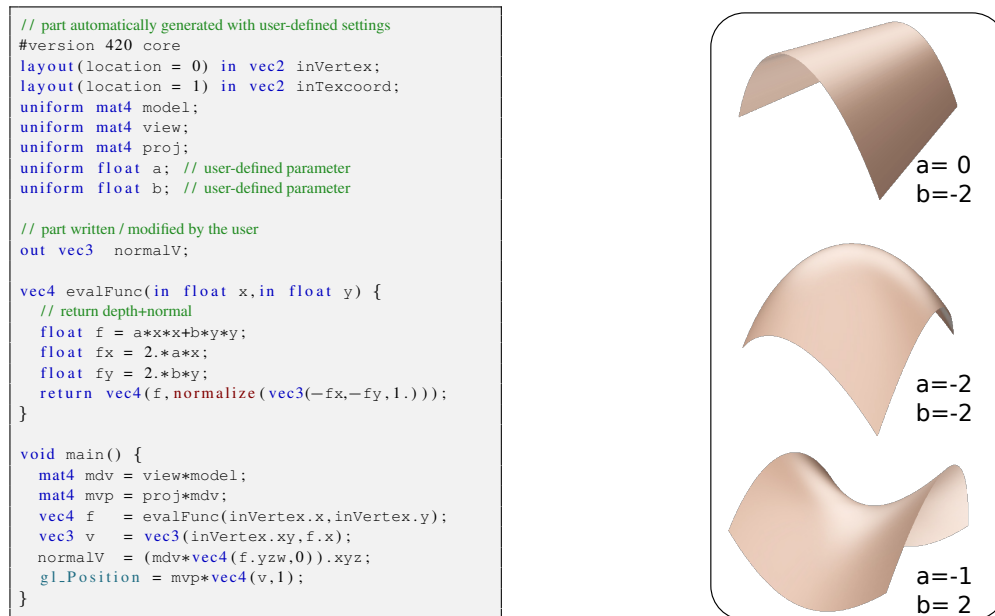 // part automatically generated with user-defined settings
#version 420 core
layout(location = 0) in vec2 inVertex;
layout(location = 1) in vec2 inTexcoord;
uniform mat4 model;
uniform mat4 view;
uniform mat4 proj;
uniform float a; // user-defined parameter
uniform float b; // user-defined parameter
// part written / modified by the user
out vec3 normalV;
vec4 evalFunc(in float x,in float y) {
// return depth+normal
float f = a*x*x+b*y*y;
float fx = 2.*a*x;
float fy = 2.*b*y;
return vec4(f,normalize(vec3(−fx,−fy,1.)));
}
void main() {
mat4 mdv = view*model;
mat4 mvp = proj*mdv;
vec4 f = evalFunc(inVertex.x,inVertex.y);
vec3 v = vec3(inVertex.xy,f.x);
normalV = (mdv*vec4(f.yzw,0)).xyz;
gl_Position = mvp*vec4(v,1);
}
a= 0
b=-2
a=-2
b=-2
a=-1
b= 2